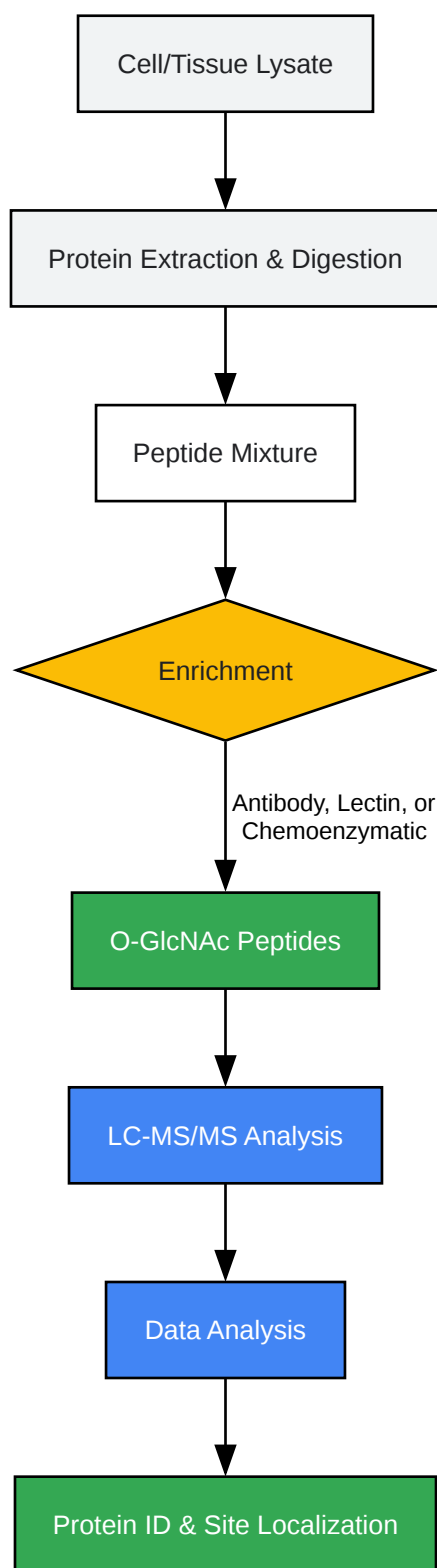 Cell/Tissue Lysate
Protein Extraction & Digestion
Peptide Mixture
Enrichment
Antibody, Lectin, or
Chemoenzymatic
O-GlcNAc Peptides
LC-MS/MS Analysis
Data Analysis
Protein ID & Site Localization